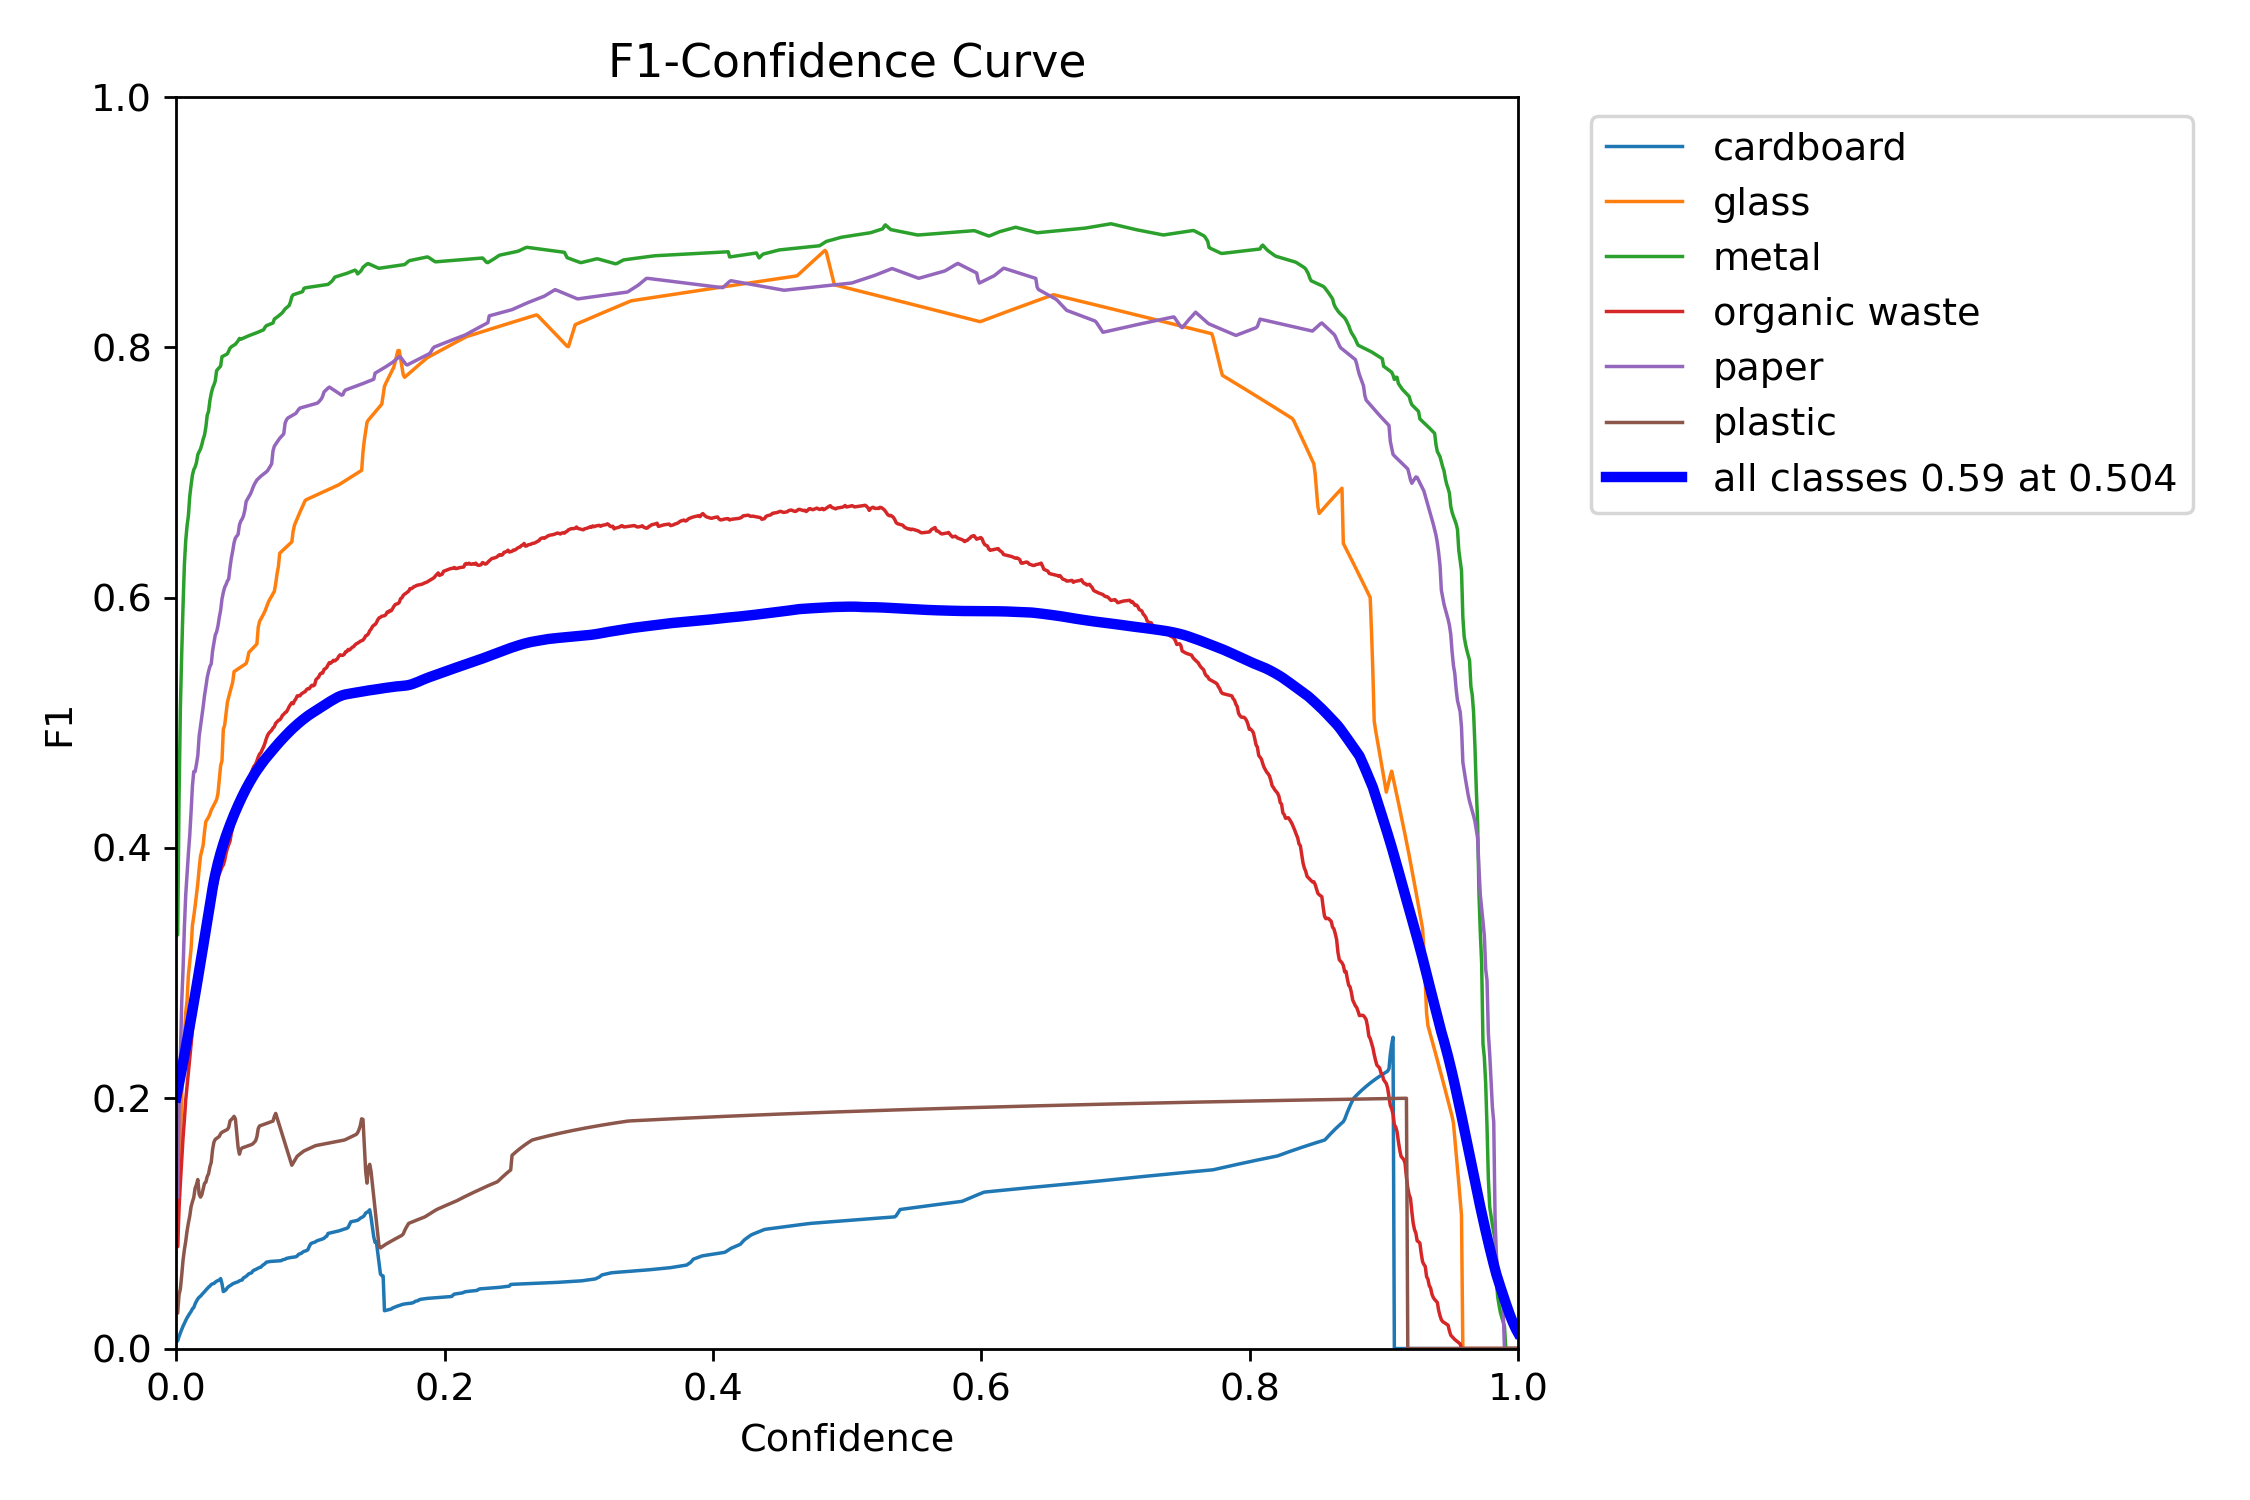 F1-Confidence Curve
1.0
0.8
0.6
0.4
0.2
0.0
F1
0.0 0.2 0.4 0.6 0.8 1.0
Confidence
cardboard
glass
metal
organic waste
paper
plastic
all classes 0.59 at 0.504